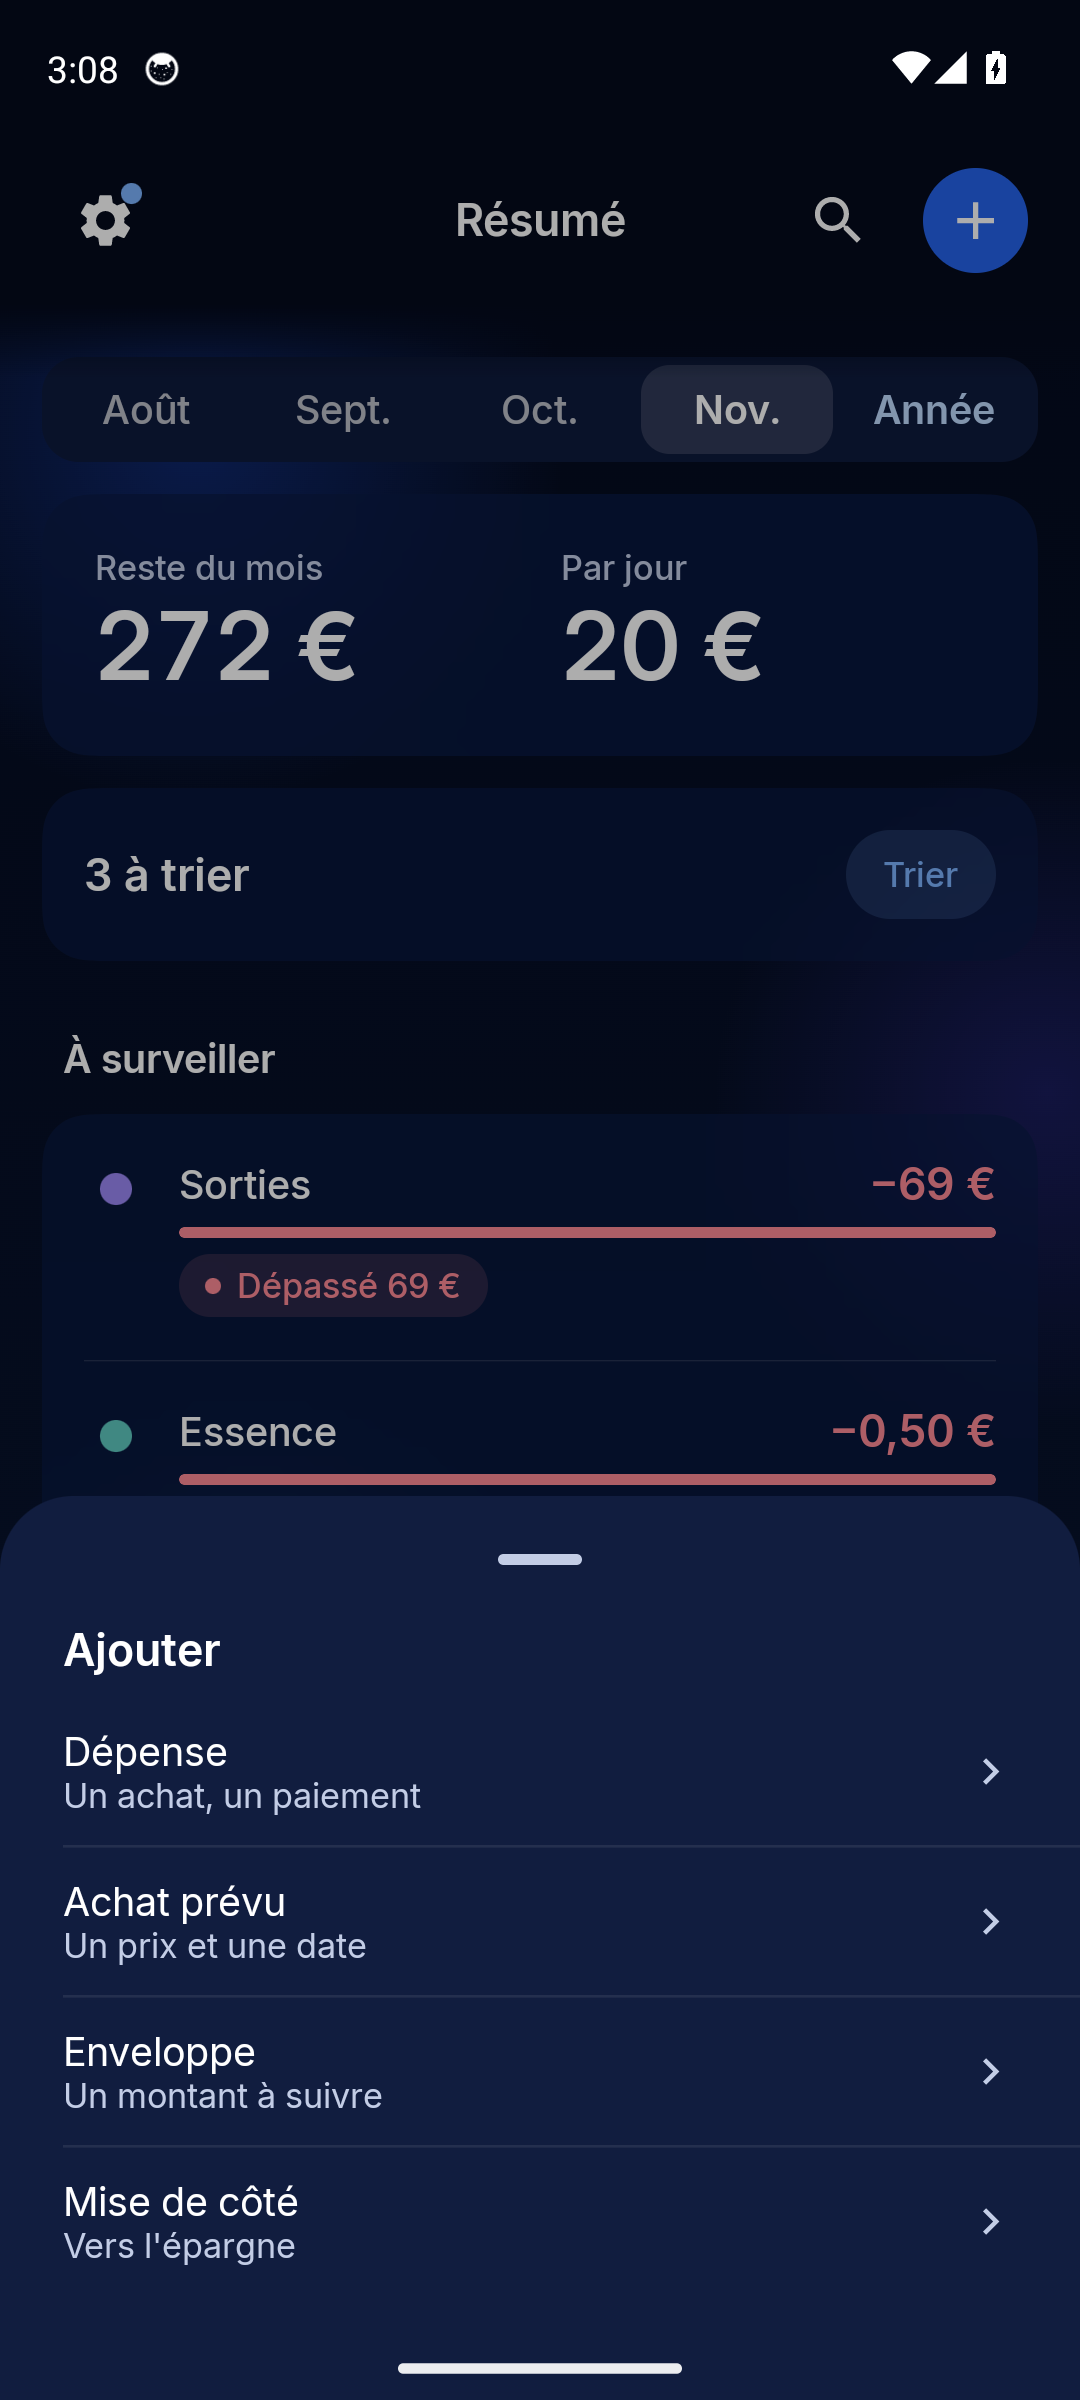 3:08
Résumé
Août Sept. Oct. Nov. Année
Reste du mois Par jour
272 € 20 €
3 à trier Trier
À surveiller
Sorties −69 €
Dépassé 69 €
Essence −0,50 €
Ajouter
Dépense
Un achat, un paiement
Achat prévu
Un prix et une date
Enveloppe
Un montant à suivre
Mise de côté
Vers l'épargne